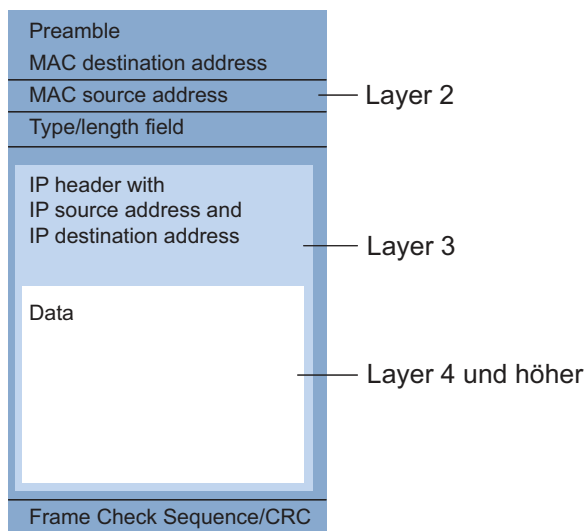 Preamble
MAC destination address
MAC source address
Layer 2
Type/length field
IP header with
IP source address and
IP destination address
Layer 3
Data
Layer 4 und höher
Frame Check Sequence/CRC